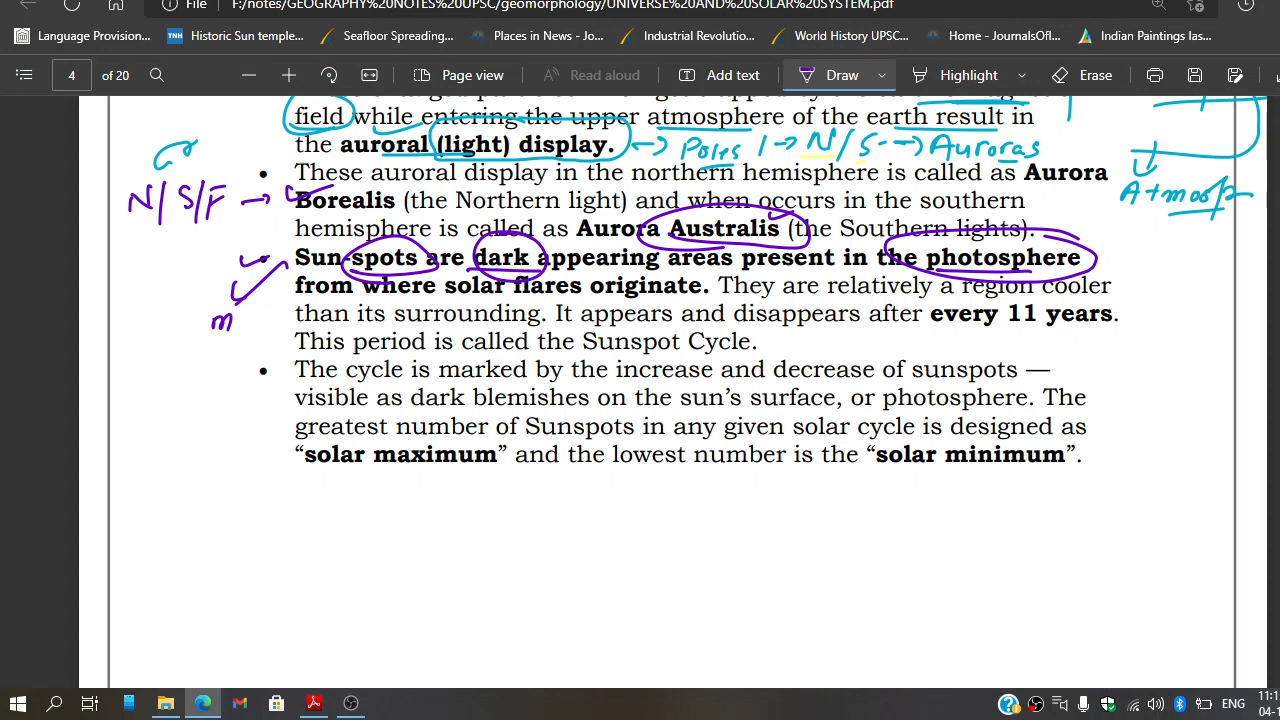 File | F:/notes/GEOGRAPHY%20NOTES%20UPSC/geomorphology/UNIVERSE%20AND%20SOLAR%20SYSTEM.pdf
Language Provision... Historic Sun temple... Seafloor Spreading... Places in News - Jo... Industrial Revolutio... World History UPSC... Home - JournalsOfI... Indian Paintings las...
4 of 20 Page view Read aloud Add text Draw Highlight Erase
field while entering the upper atmosphere of the earth result in
the auroral (light) display. Poles N/S Auroras
These auroral display in the northern hemisphere is called as Aurora
N/S/F Borealis (the Northern light) and when occurs in the southern
hemisphere is called as Aurora Australis (the Southern lights).
Sun-spots are dark appearing areas present in the photosphere
from where solar flares originate. They are relatively a region cooler
m than its surrounding. It appears and disappears after every 11 years.
This period is called the Sunspot Cycle.
• The cycle is marked by the increase and decrease of sunspots —
visible as dark blemishes on the sun's surface, or photosphere. The
greatest number of Sunspots in any given solar cycle is designed as
“solar maximum” and the lowest number is the “solar minimum”.
ENG 11:1
04-1